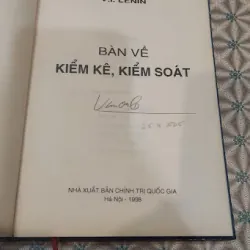 V.I. LENIN
BÀN VỀ
KIỂM KÊ, KIỂM SOÁT
NHÀ XUẤT BẢN CHÍNH TRỊ QUỐC GIA
Hà Nội - 1998